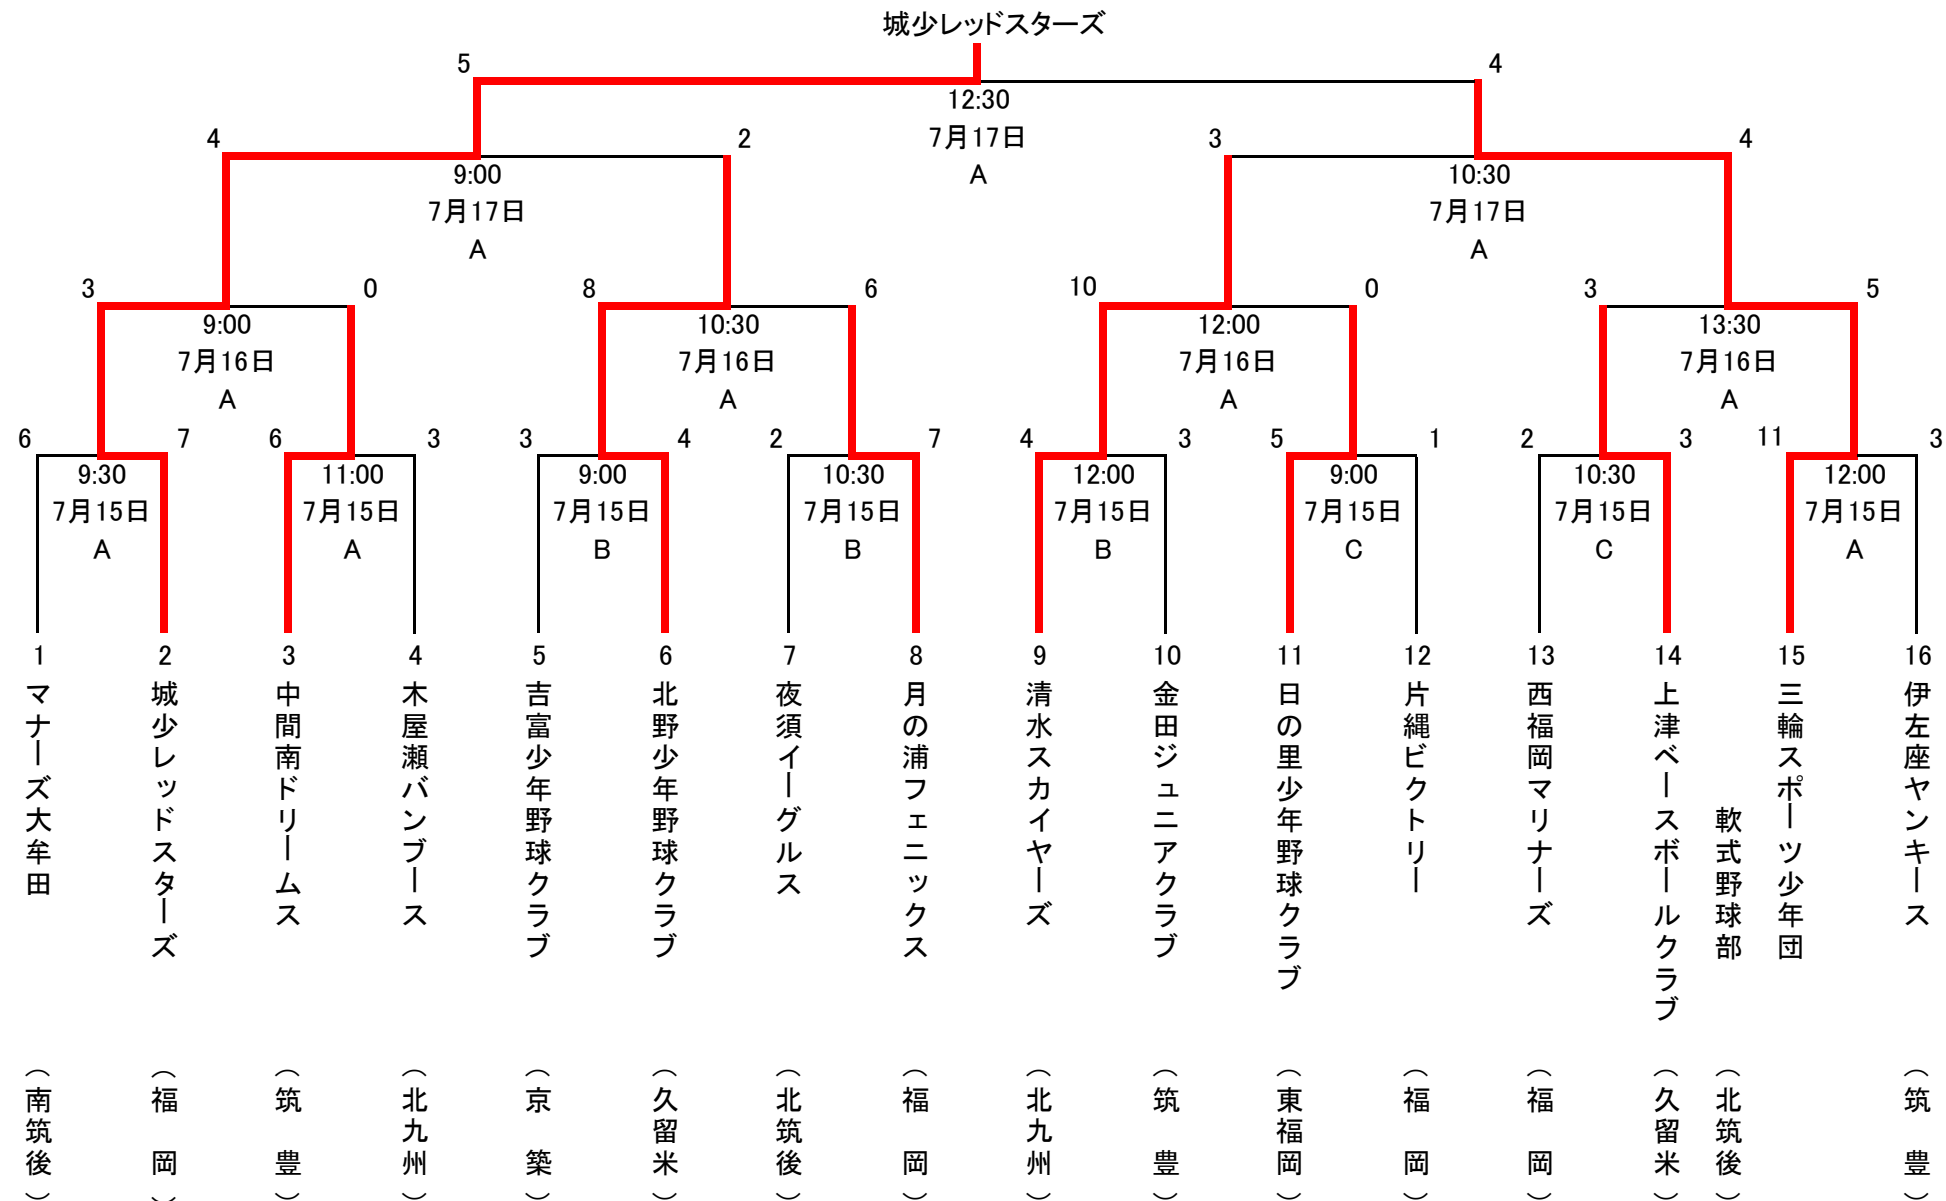 城少レッドスターズ
5 4
12:30
7月17日
A
4 2 3 4
9:00 10:30
7月17日 7月17日
A A
3 0 8 6 10 0 3 5
9:00 10:30 12:00 13:30
7月16日 7月16日 7月16日 7月16日
A A A A
6 7 6 3 3 4 2 7 4 3 5 1 2 3 11 3
9:30 11:00 9:00 10:30 12:00 9:00 10:30 12:00
7月15日 7月15日 7月15日 7月15日 7月15日 7月15日 7月15日 7月15日
A A B B B C C A
1 2 3 4 5 6 7 8 9 10 11 12 13 14 15 16
マナーズ大牟田
城少レッドスターズ
中間南ドリームス
木屋瀬バンブース
吉富少年野球クラブ
北野少年野球クラブ
夜須イーグルス
月の浦フェニックス
清水スカイヤーズ
金田ジュニアクラブ
日の里少年野球クラブ
片縄ビクトリー
西福岡マリナーズ
上津ベースボールクラブ
三輪スポーツ少年団
軟式野球部
伊左座ヤンキース
（南筑後）
（福岡）
（筑豊）
（北九州）
（京築）
（久留米）
（北筑後）
（福岡）
（北九州）
（筑豊）
（東福岡）
（福岡）
（福岡）
（久留米）
（北筑後）
（筑豊）